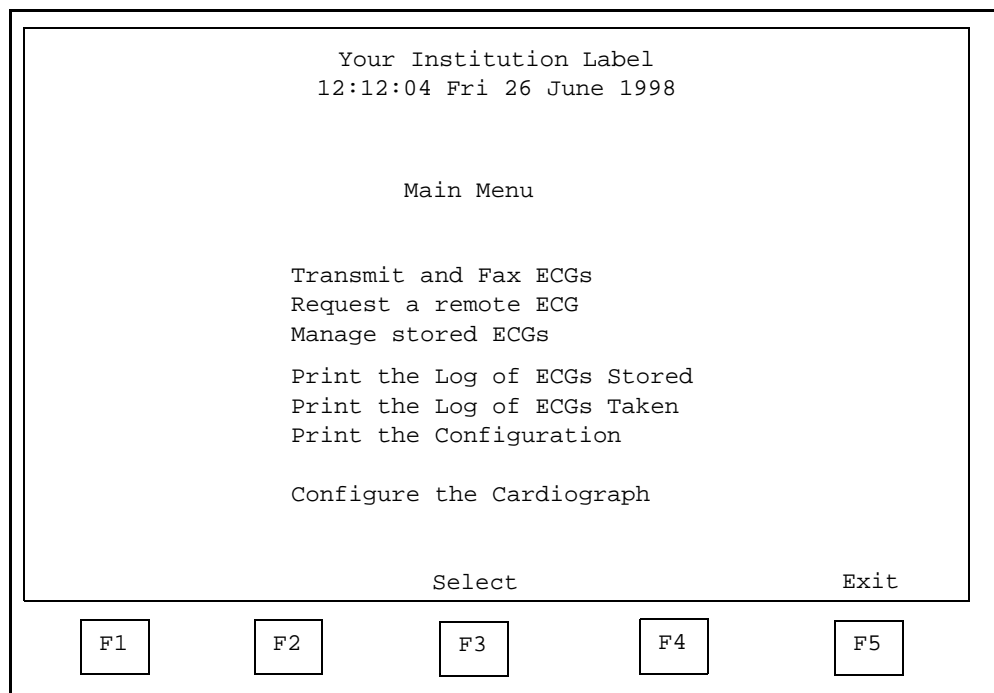 Your Institution Label
12:12:04 Fri 26 June 1998
Main Menu
Transmit and Fax ECGs
Request a remote ECG
Manage stored ECGs
Print the Log of ECGs Stored
Print the Log of ECGs Taken
Print the Configuration
Configure the Cardiograph
Select Exit
F1 F2 F3 F4 F5